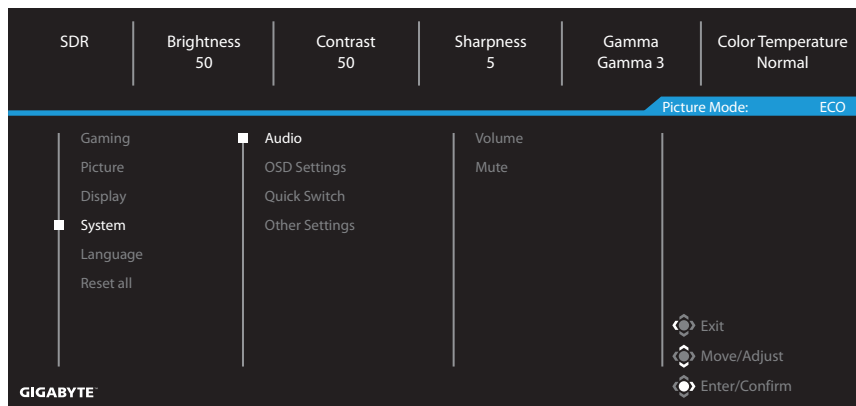 SDR
Brightness
50
Contrast
50
Sharpness
5
Gamma
Gamma 3
Color Temperature
Normal
Picture Mode: ECO
Gaming
Picture
Display
System
Language
Reset all
Audio
OSD Settings
Quick Switch
Other Settings
Volume
Mute
Exit
Move/Adjust
Enter/Confirm
GIGABYTE™